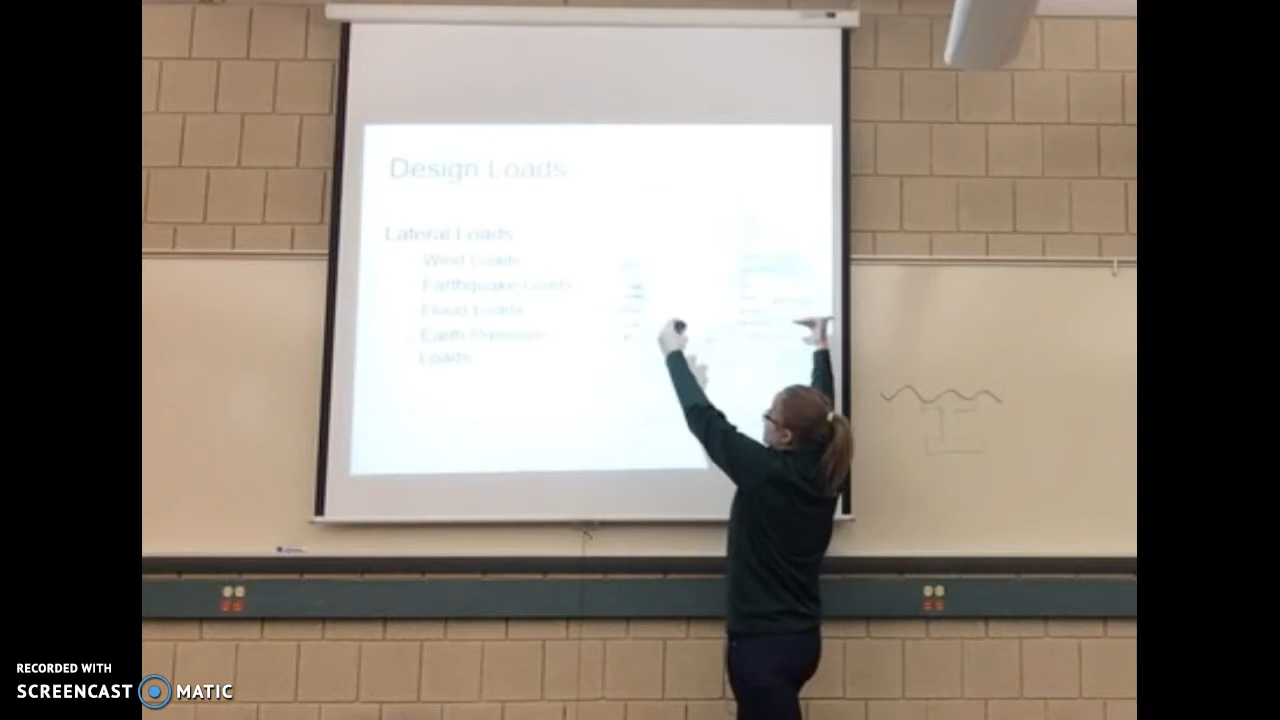 Design Loads
Lateral Loads
Wind Loads
Earthquake Loads
Flood Loads
Earth Pressure
Loads
RECORDED WITH
SCREENCAST MATIC